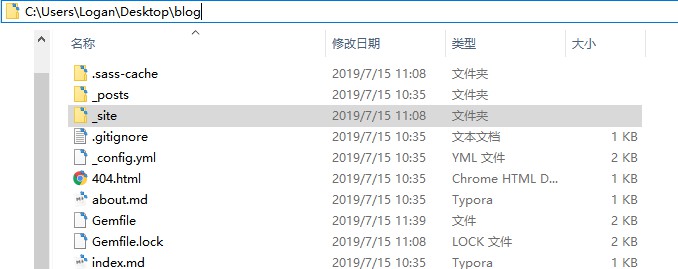 C:\Users\Logan\Desktop\blog
名称 修改日期 类型 大小
.sass-cache 2019/7/15 11:08 文件夹
_posts 2019/7/15 10:35 文件夹
_site 2019/7/15 11:08 文件夹
.gitignore 2019/7/15 10:35 文本文档 1 KB
_config.yml 2019/7/15 10:35 YML 文件 2 KB
404.html 2019/7/15 10:35 Chrome HTML D... 1 KB
about.md 2019/7/15 10:35 Typora 1 KB
Gemfile 2019/7/15 11:39 文件 2 KB
Gemfile.lock 2019/7/15 11:08 LOCK 文件 2 KB
index.md 2019/7/15 10:35 Typora 1 KB